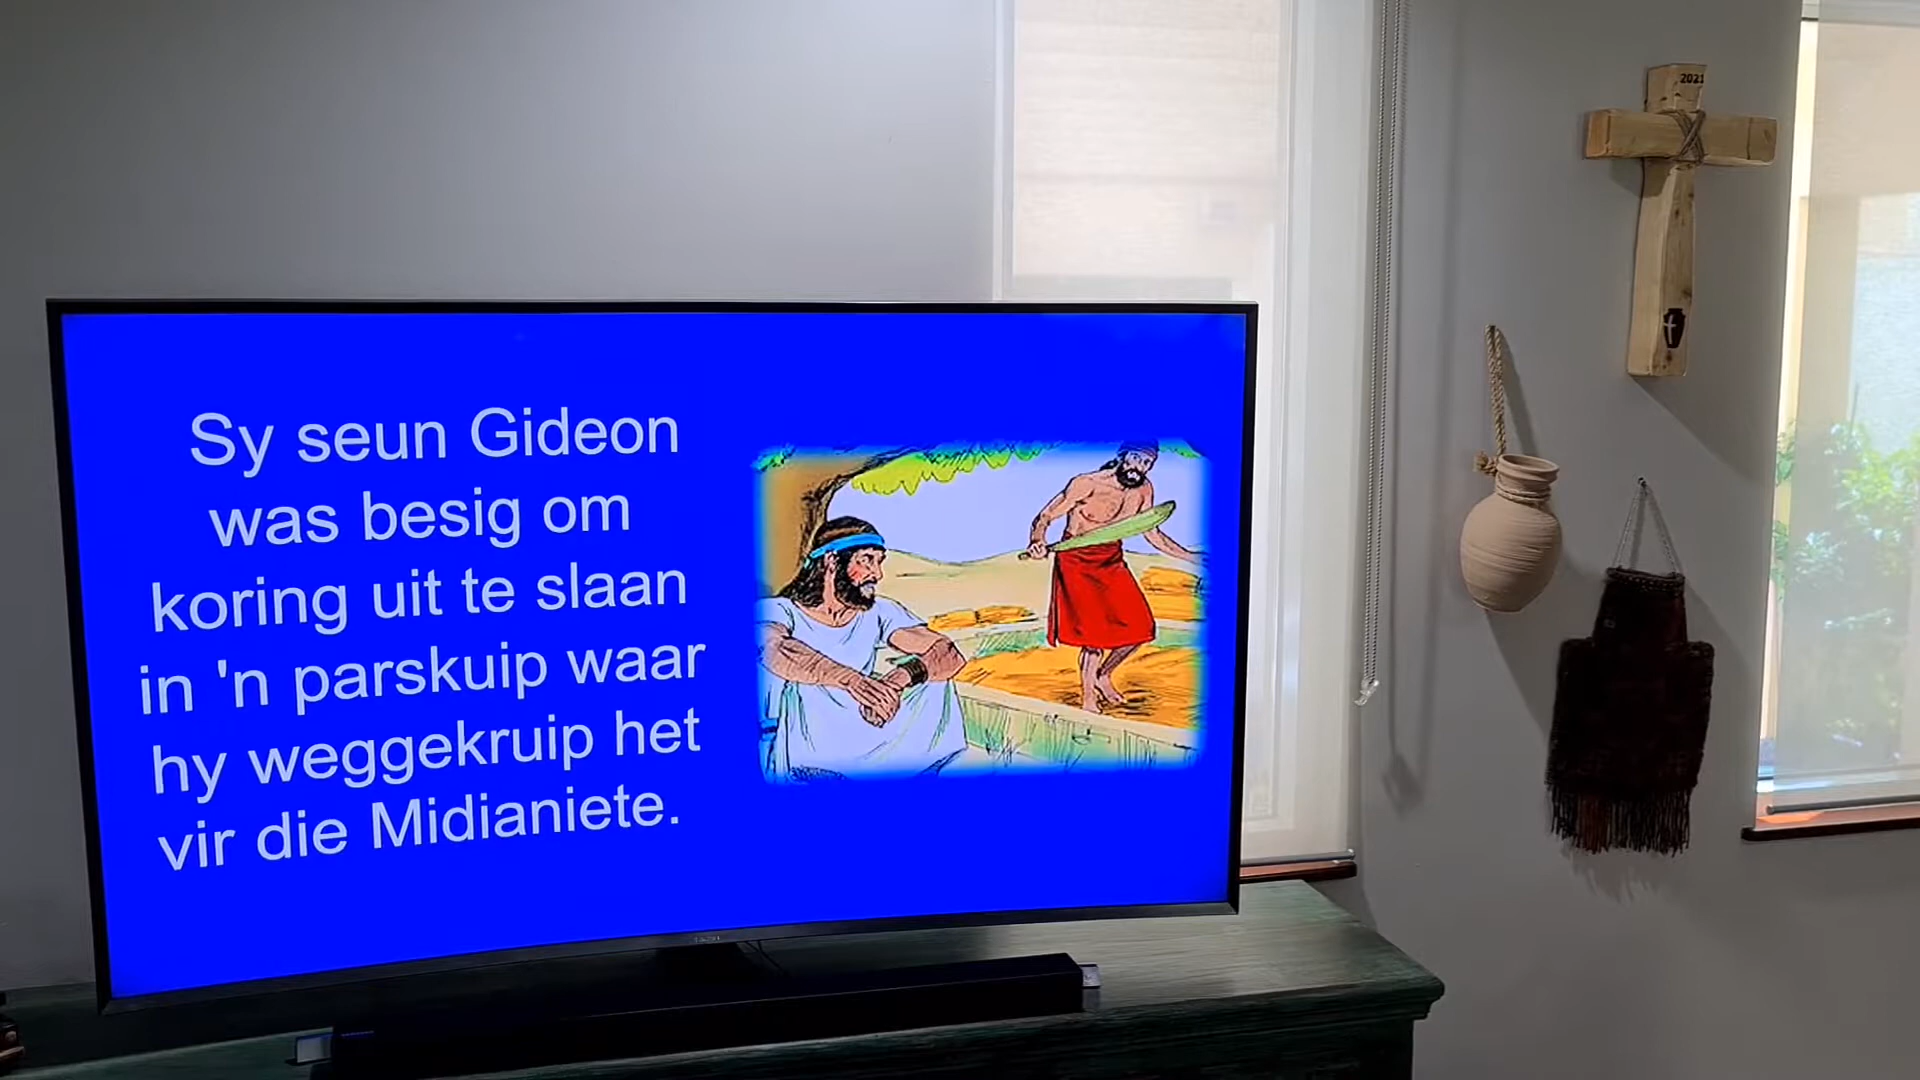 Sy seun Gideon
was besig om
koring uit te slaan
in 'n parskuip waar
hy weggekruip het
vir die Midianiete.
2021